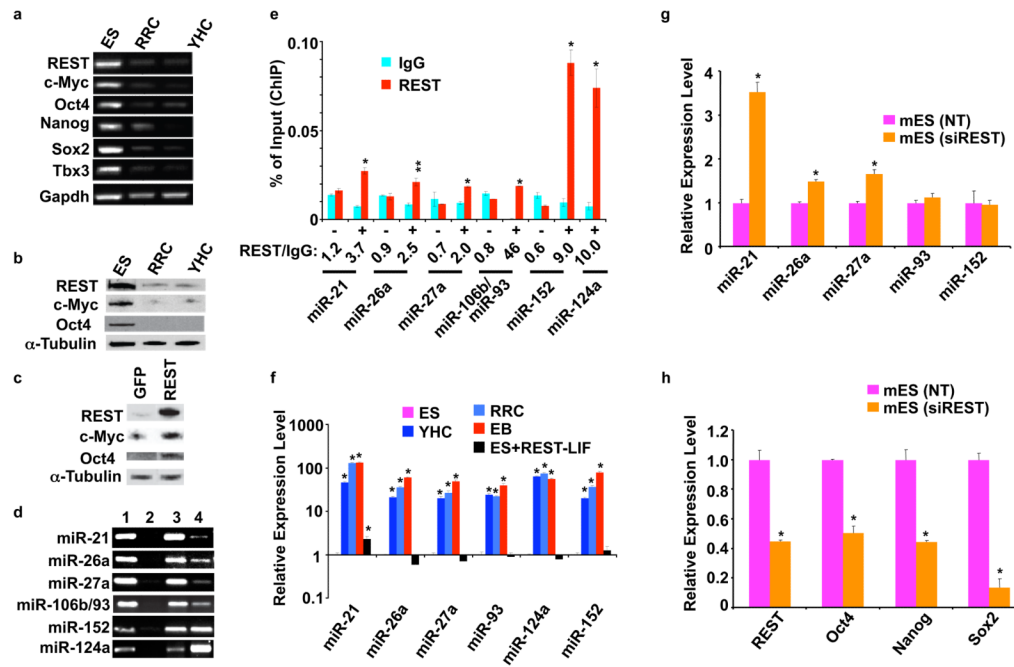 a
ES RRC YHC
REST
c-Myc
Oct4
Nanog
Sox2
Tbx3
Gapdh
b
ES RRC YHC
REST
c-Myc
Oct4
α-Tubulin
c
GFP REST
REST
c-Myc
Oct4
α-Tubulin
d
1 2 3 4
miR-21
miR-26a
miR-27a
miR-106b/93
miR-152
miR-124a
e
% of Input (ChIP)
0.10
0.05
0
IgG
REST
* ** * * * *
- + - + - + - + - + +
REST/IgG: 1.2 3.7 0.9 2.5 0.7 2.0 0.8 46 0.6 9.0 10.0
miR-21 miR-26a miR-27a miR-106b/miR-93 miR-152 miR-124a
f
ES
YHC
RRC
EB
ES+REST-LIF
Relative Expression Level
1000
100
10
1
0.1
* * * * * * * * * * * * * * * * * * *
miR-21 miR-26a miR-27a miR-93 miR-124a miR-152
g
Relative Expression Level
4
3
2
1
0
mES (NT)
mES (siREST)
* * *
miR-21 miR-26a miR-27a miR-93 miR-152
h
mES (NT)
mES (siREST)
Relative Expression Level
1.2
1.0
0.8
0.6
0.4
0.2
0
* * * *
REST Oct4 Nanog Sox2